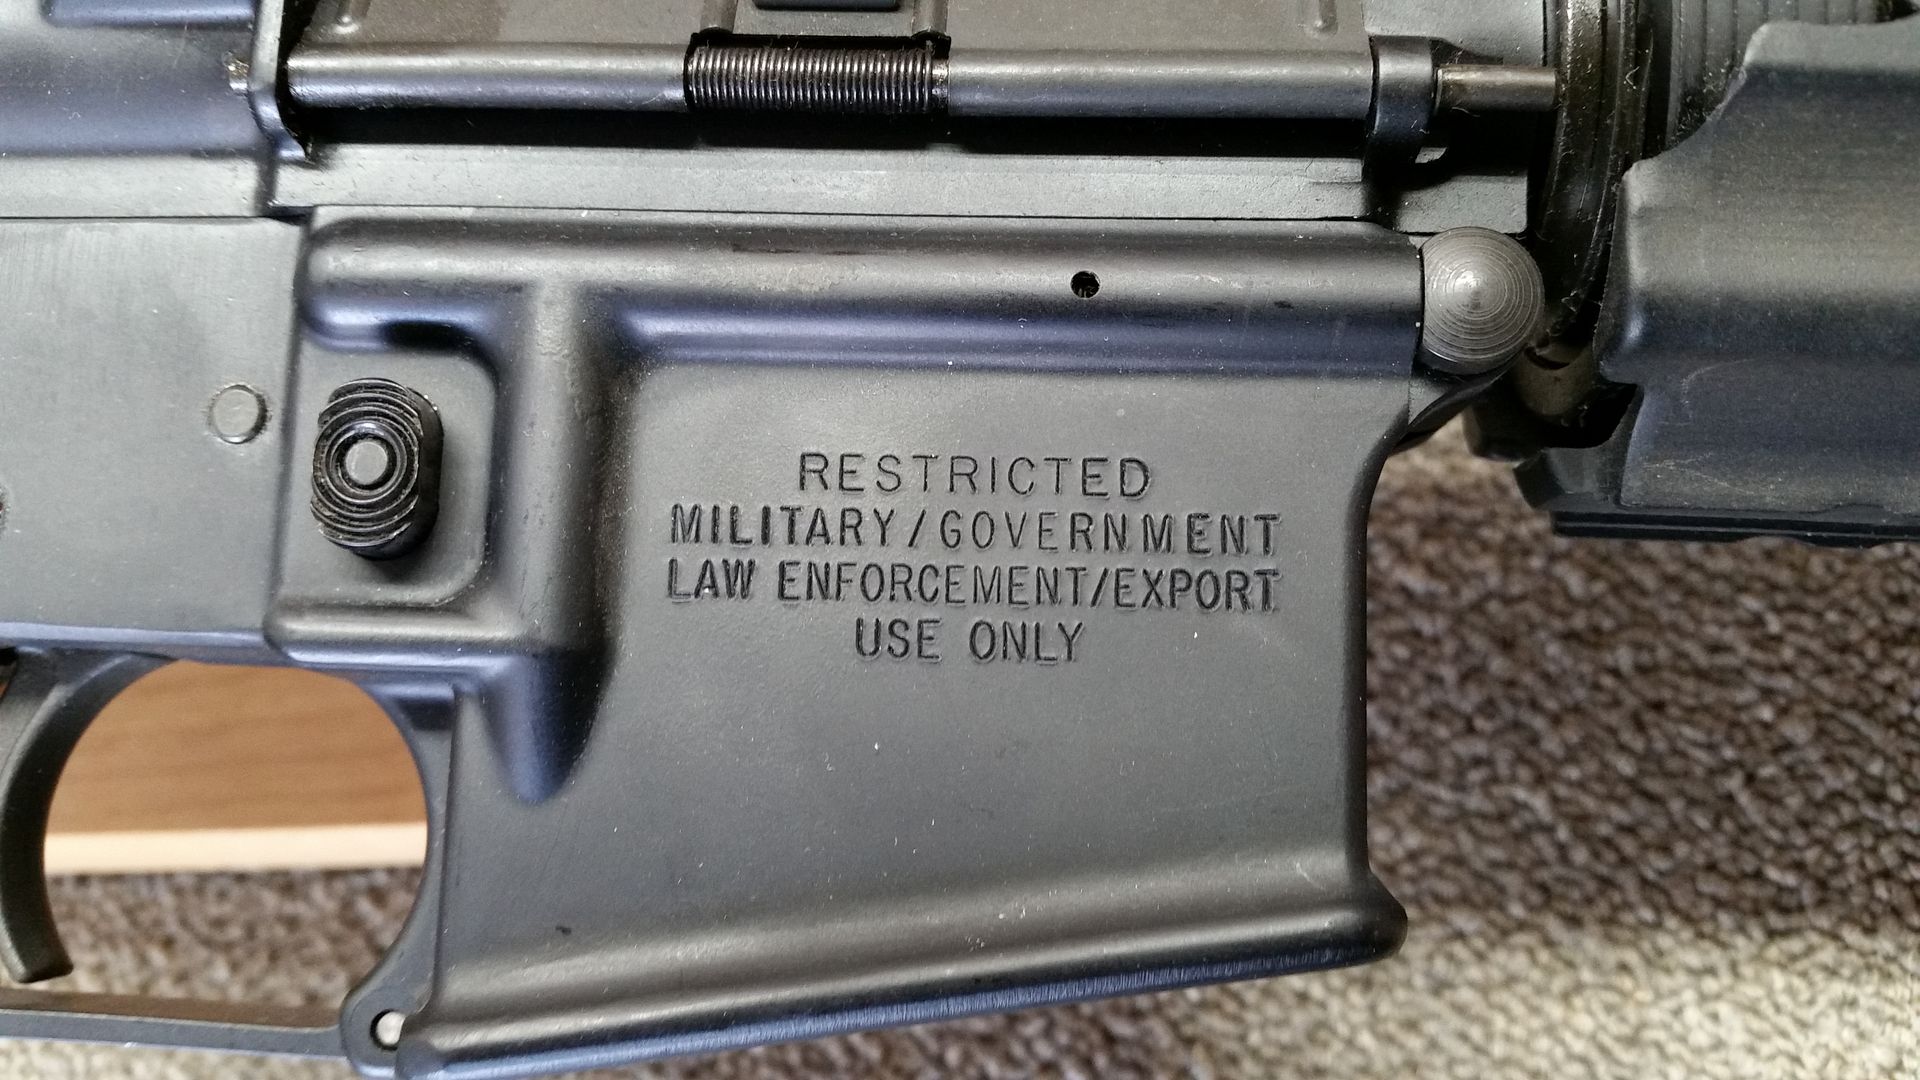 RESTRICTED
MILITARY/GOVERNMENT
LAW ENFORCEMENT/EXPORT
USE ONLY